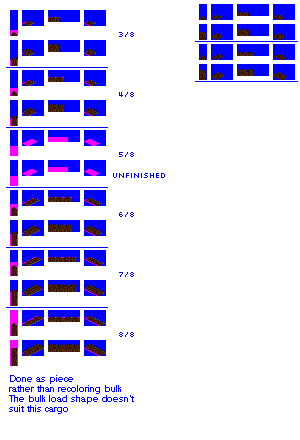 3/8
4/8
5/8
UNFINISHED
6/8
7/8
8/8
Done as piece
rather than recoloring bulk
The bulk load shape doesn't
suit this cargo